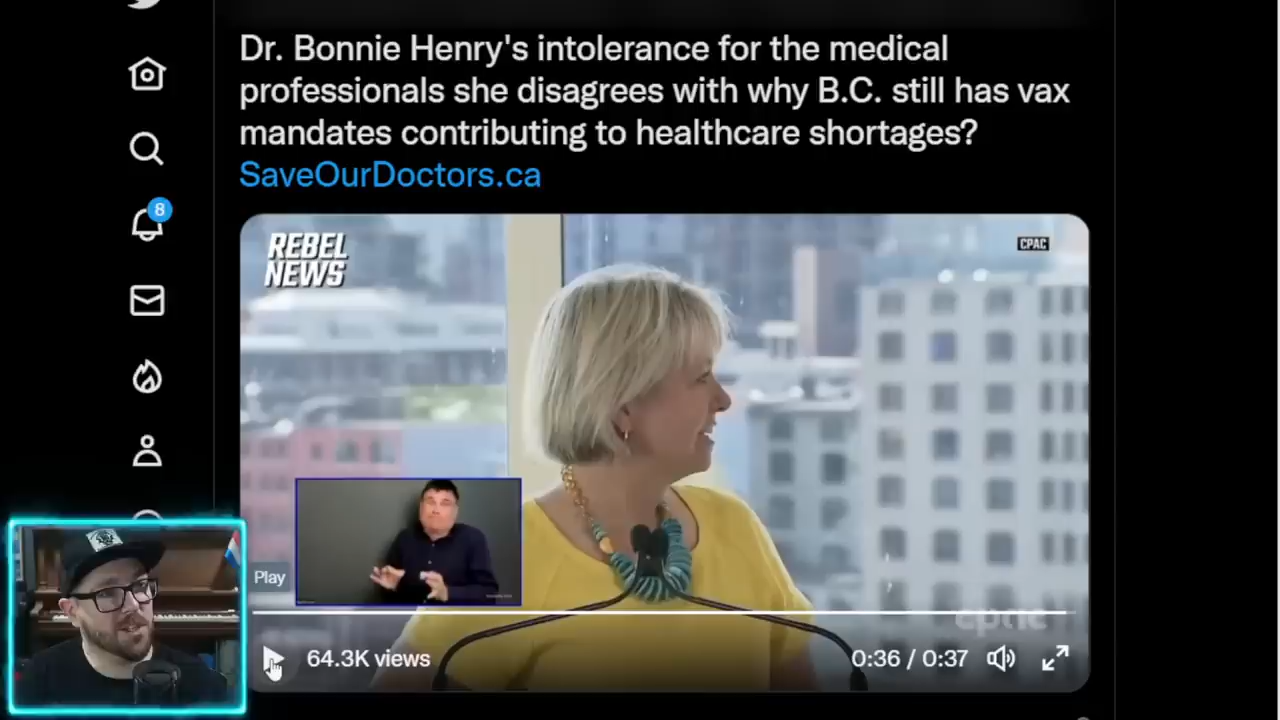 Dr. Bonnie Henry's intolerance for the medical
professionals she disagrees with why B.C. still has vax
mandates contributing to healthcare shortages?
SaveOurDoctors.ca
8
REBEL
NEWS
CPAC
Play
cpac
64.3K views
0:36 / 0:37